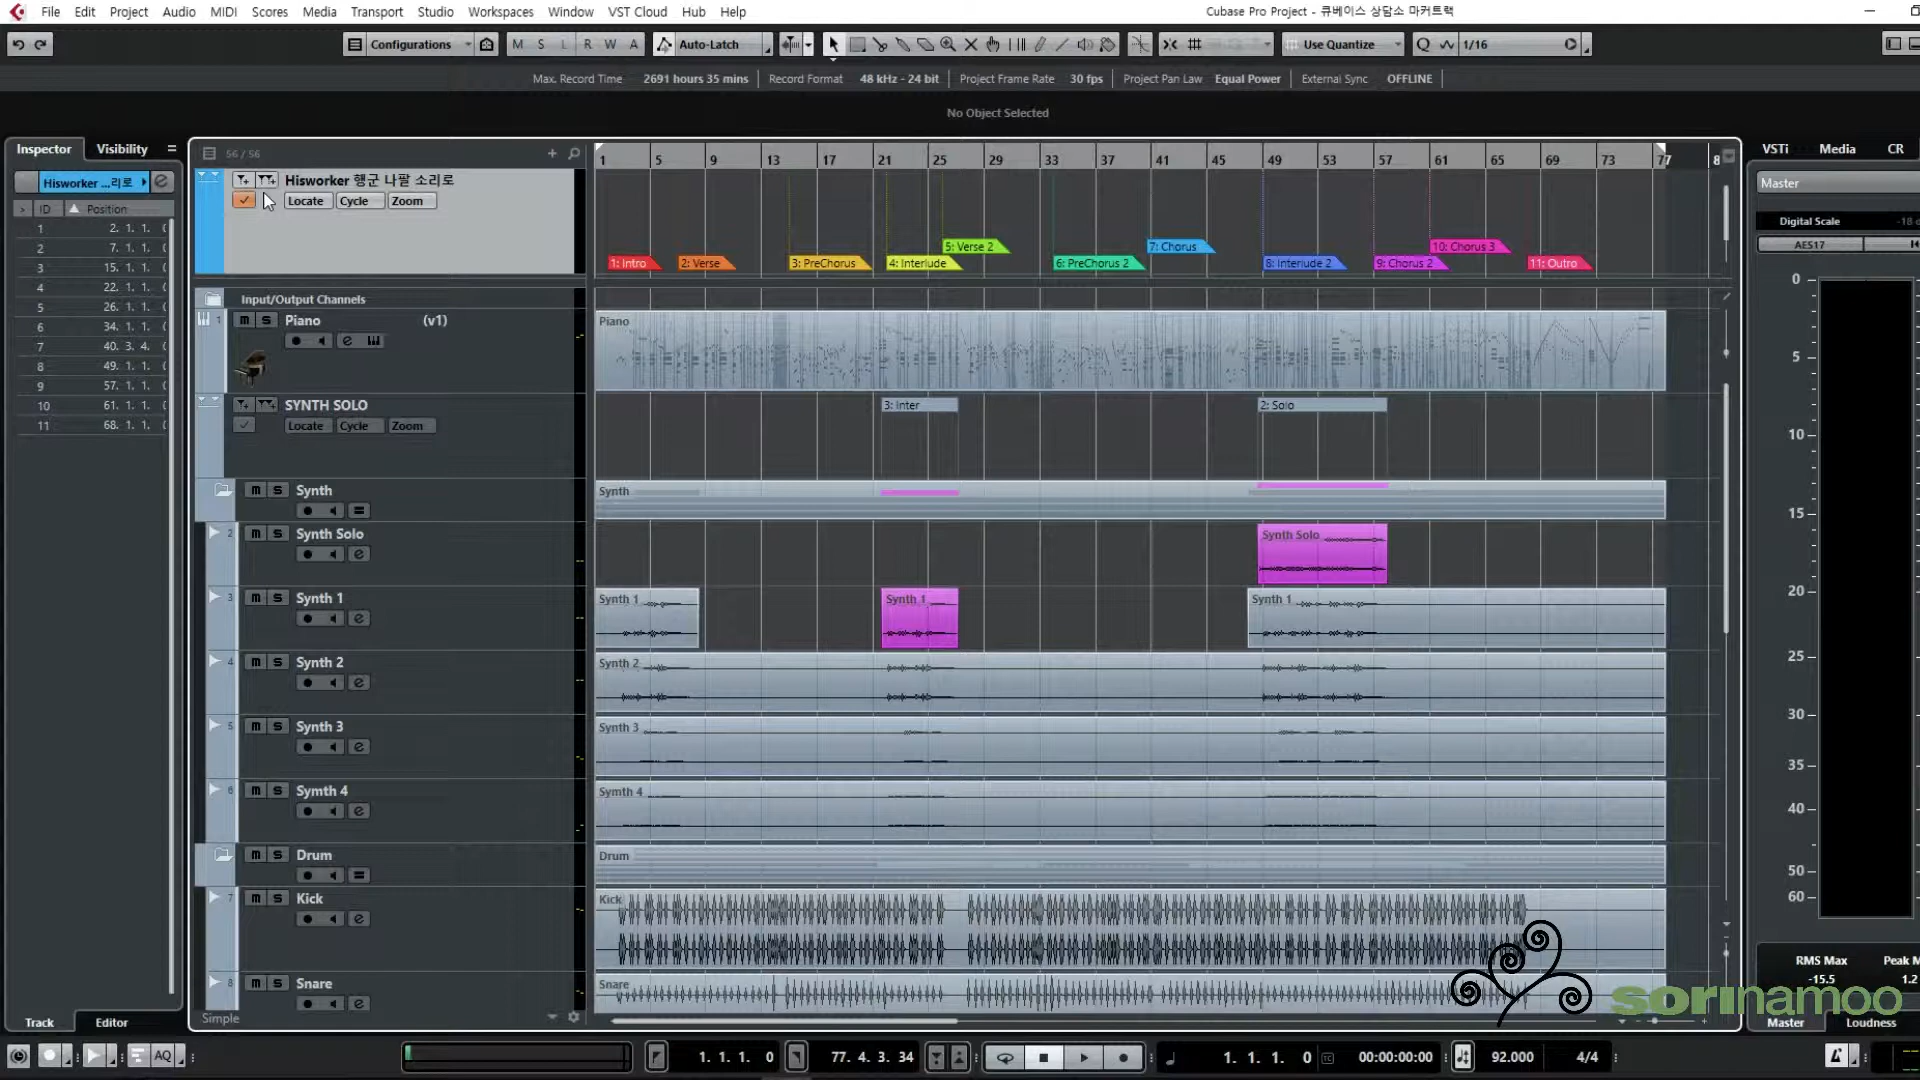 File Edit Project Audio MIDI Scores Media Transport Studio Workspaces Window VST Cloud Hub Help
Cubase Pro Project - 큐베이스 상담소 마커트랙
Configurations M S L R W A Auto-Latch Use Quantize Q 1/16
Max. Record Time 2691 hours 35 mins Record Format 48 kHz - 24 bit Project Frame Rate 30 fps Project Pan Law Equal Power External Sync OFFLINE
No Object Selected
Inspector Visibility
56 / 56
1 5 9 13 17 21 25 29 33 37 41 45 49 53 57 61 65 69 73 77 8
VSTi Media CR
Hisworker ...리로
Hisworker 행군 나팔 소리로
Locate Cycle Zoom
Master
Digital Scale -18 d
AES17
ID Position
1 2. 1. 1.
2 7. 1. 1.
3 15. 1. 1.
4 22. 1. 1.
5 26. 1. 1.
6 34. 1. 1.
7 40. 3. 4.
8 49. 1. 1.
9 57. 1. 1.
10 61. 1. 1.
11 68. 1. 1.
5: Verse 2 7: Chorus 10: Chorus 3
1: Intro 2: Verse 3: PreChorus 4: Interlude 6: PreChorus 2 8: Interlude 2 9: Chorus 2 11: Outro
Input/Output Channels
1 m S Piano (v1)
Piano
SYNTH SOLO
Locate Cycle Zoom
3: Inter 2: Solo
m S Synth
Synth
2 m S Synth Solo
Synth Solo
3 m S Synth 1
Synth 1 Synth 1 Synth 1
4 m S Synth 2
Synth 2
5 m S Synth 3
Synth 3
6 m S Symth 4
Symth 4
m S Drum
Drum
7 m S Kick
Kick
8 m S Snare
Snare
Simple
0
5
10
15
20
25
30
35
40
50
60
RMS Max Peak M
-15.5 1.2
sorinamoo
Track Editor
Master Loudness
AQ
1. 1. 1. 0 77. 4. 3. 34 1. 1. 1. 0 00:00:00:00 92.000 4/4